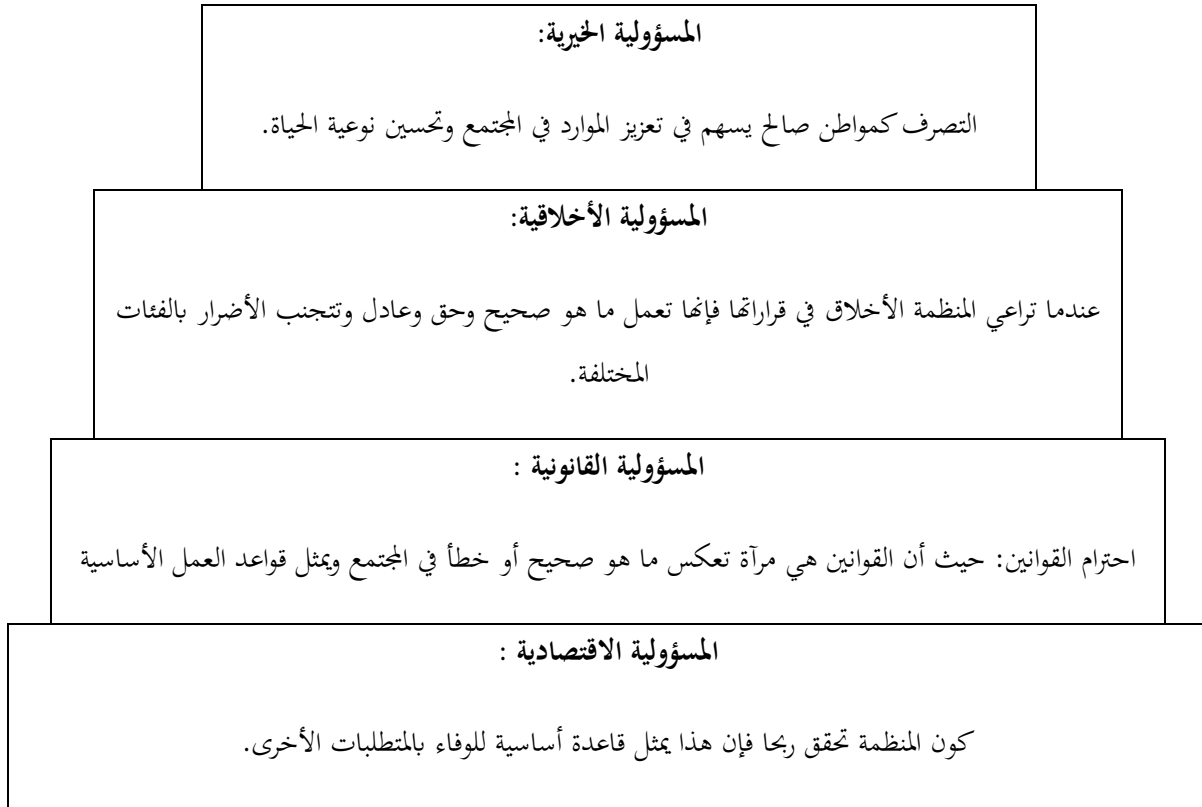 المسؤولية الخيرية:
التصرف كمواطن صالح يسهم في تعزيز الموارد في المجتمع وتحسين نوعية الحياة.
المسؤولية الأخلاقية:
عندما تراعي المنظمة الأخلاق في قراراتها فإنها تعمل ما هو صحيح وحق وعادل وتتجنب الأضرار بالفئات
المختلفة.
المسؤولية القانونية :
احترام القوانين: حيث أن القوانين هي مرآة تعكس ما هو صحيح أو خطأ في المجتمع ويمثل قواعد العمل الأساسية
المسؤولية الاقتصادية :
كون المنظمة تحقق ربحا فإن هذا يمثل قاعدة أساسية للوفاء بالمتطلبات الأخرى.